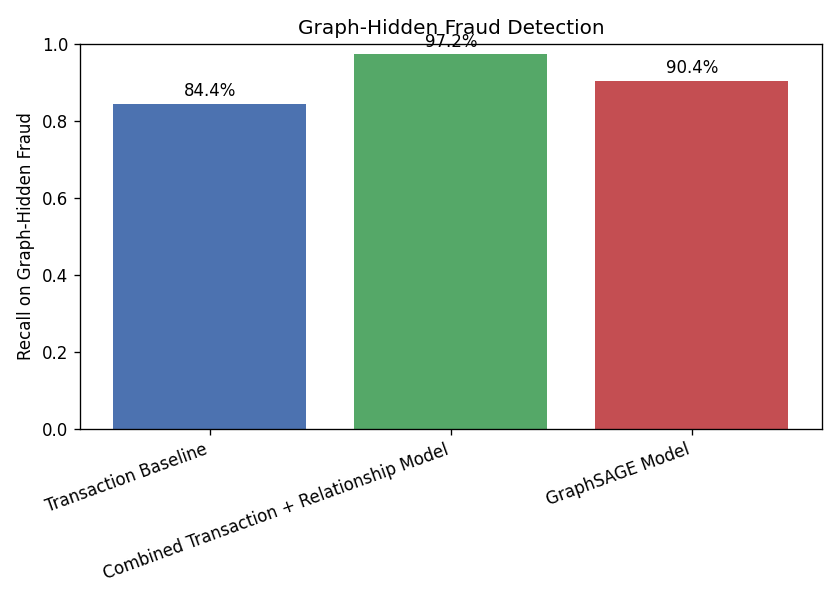 Graph-Hidden Fraud Detection
Recall on Graph-Hidden Fraud
1.0
0.8
0.6
0.4
0.2
0.0
84.4%
97.2%
90.4%
Transaction Baseline
Combined Transaction + Relationship Model
GraphSAGE Model